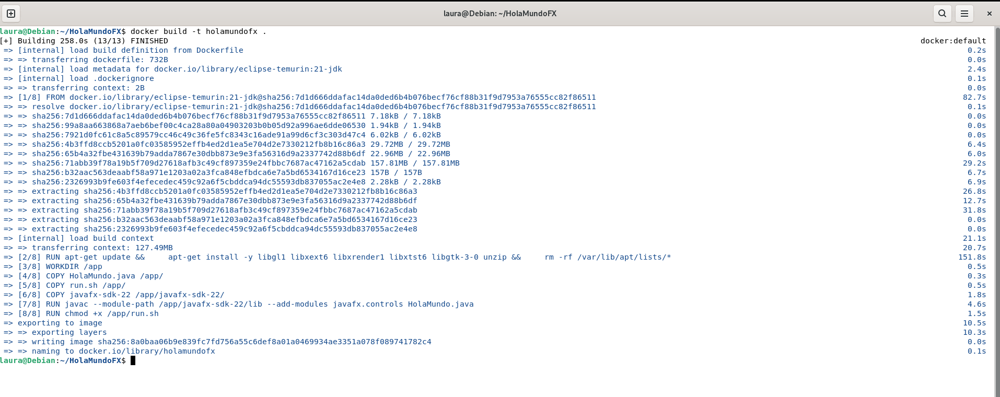 laura@Debian: ~/HolaMundoFX
laura@Debian:~/HolaMundoFX$ docker build -t holamundofx .
[+] Building 258.0s (13/13) FINISHED docker:default
=> [internal] load build definition from Dockerfile 0.2s
=> => transferring dockerfile: 732B 0.0s
=> [internal] load metadata for docker.io/library/eclipse-temurin:21-jdk 2.4s
=> [internal] load .dockerignore 0.1s
=> => transferring context: 2B 0.0s
=> [1/8] FROM docker.io/library/eclipse-temurin:21-jdk@sha256:7d1d666ddafac14da0ded6b4b076becf76cf88b31f9d7953a76555cc82f86511 82.7s
=> => resolve docker.io/library/eclipse-temurin:21-jdk@sha256:7d1d666ddafac14da0ded6b4b076becf76cf88b31f9d7953a76555cc82f86511 0.1s
=> => sha256:7d1d666ddafac14da0ded6b4b076becf76cf88b31f9d7953a76555cc82f86511 7.18kB / 7.18kB 0.0s
=> => sha256:99a8aa663868a7aeb6bef00c4ca28a80a04903203b0b05d92a996ae6dde06530 1.94kB / 1.94kB 0.0s
=> => sha256:7921d0fc61c8a5c89579cc46c49c36fe5fc8343c16ade91a99d6cf3c303d47c4 6.02kB / 6.02kB 0.0s
=> => sha256:4b3ffd8ccb5201a0fc03585952effb4ed2d1ea5e704d2e7330212fb8b16c86a3 29.72MB / 29.72MB 6.4s
=> => sha256:65b4a32fbe431639b79adda7867e30dbb873e9e3fa56316d9a2337742d88b6df 22.96MB / 22.96MB 6.0s
=> => sha256:71abb39f78a19b5f709d27618afb3c49cf897359e24fbbc7687ac47162a5cdab 157.81MB / 157.81MB 29.2s
=> => sha256:b32aac563deaabf58a971e1203a02a3fca848efbdca6e7a5bd6534167d16ce23 157B / 157B 6.7s
=> => sha256:2326993b9fe603f4efecedec459c92a6f5cbddca94dc55593db837055ac2e4e8 2.28kB / 2.28kB 6.9s
=> => extracting sha256:4b3ffd8ccb5201a0fc03585952effb4ed2d1ea5e704d2e7330212fb8b16c86a3 26.8s
=> => extracting sha256:65b4a32fbe431639b79adda7867e30dbb873e9e3fa56316d9a2337742d88b6df 12.7s
=> => extracting sha256:71abb39f78a19b5f709d27618afb3c49cf897359e24fbbc7687ac47162a5cdab 31.8s
=> => extracting sha256:b32aac563deaabf58a971e1203a02a3fca848efbdca6e7a5bd6534167d16ce23 0.0s
=> => extracting sha256:2326993b9fe603f4efecedec459c92a6f5cbddca94dc55593db837055ac2e4e8 0.0s
=> [internal] load build context 21.1s
=> => transferring context: 127.49MB 20.7s
=> [2/8] RUN apt-get update &&     apt-get install -y libgl1 libxext6 libxrender1 libxtst6 libgtk-3-0 unzip &&     rm -rf /var/lib/apt/lists/* 151.8s
=> [3/8] WORKDIR /app 0.5s
=> [4/8] COPY HolaMundo.java /app/ 0.3s
=> [5/8] COPY run.sh /app/ 0.5s
=> [6/8] COPY javafx-sdk-22 /app/javafx-sdk-22/ 1.8s
=> [7/8] RUN javac --module-path /app/javafx-sdk-22/lib --add-modules javafx.controls HolaMundo.java 4.6s
=> [8/8] RUN chmod +x /app/run.sh 1.5s
=> exporting to image 10.5s
=> => exporting layers 10.3s
=> => writing image sha256:8a0baa06b9e839fc7fd756a55c6def8a01a0469934ae3351a078f089741782c4 0.0s
=> => naming to docker.io/library/holamundofx 0.1s
laura@Debian:~/HolaMundoFX$